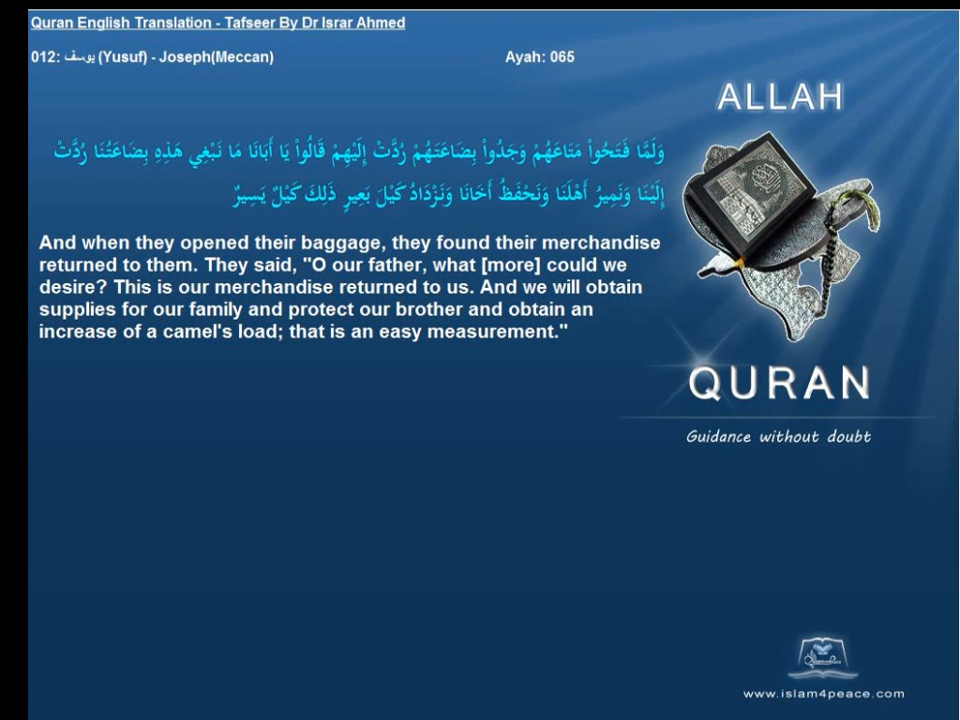 Quran English Translation - Tafseer By Dr Israr Ahmed
012: يوسف (Yusuf) - Joseph(Meccan) Ayah: 065
ALLAH
وَلَمَّا فَتَحُواْ مَتَاعَهُمْ وَجَدُواْ بِضَاعَتَهُمْ رُدَّتْ إِلَيْهِمْ قَالُواْ يَا أَبَانَا مَا نَبْغِي هَذِهِ بِضَاعَتُنَا رُدَّتْ
إِلَيْنَا وَنَمِيرُ أَهْلَنَا وَنَحْفَظُ أَخَانَا وَنَزْدَادُ كَيْلَ بَعِيرٍ ذَلِكَ كَيْلٌ يَسِيرٌ
And when they opened their baggage, they found their merchandise
returned to them. They said, "O our father, what [more] could we
desire? This is our merchandise returned to us. And we will obtain
supplies for our family and protect our brother and obtain an
increase of a camel's load; that is an easy measurement."
QURAN
Guidance without doubt
www.islam4peace.com